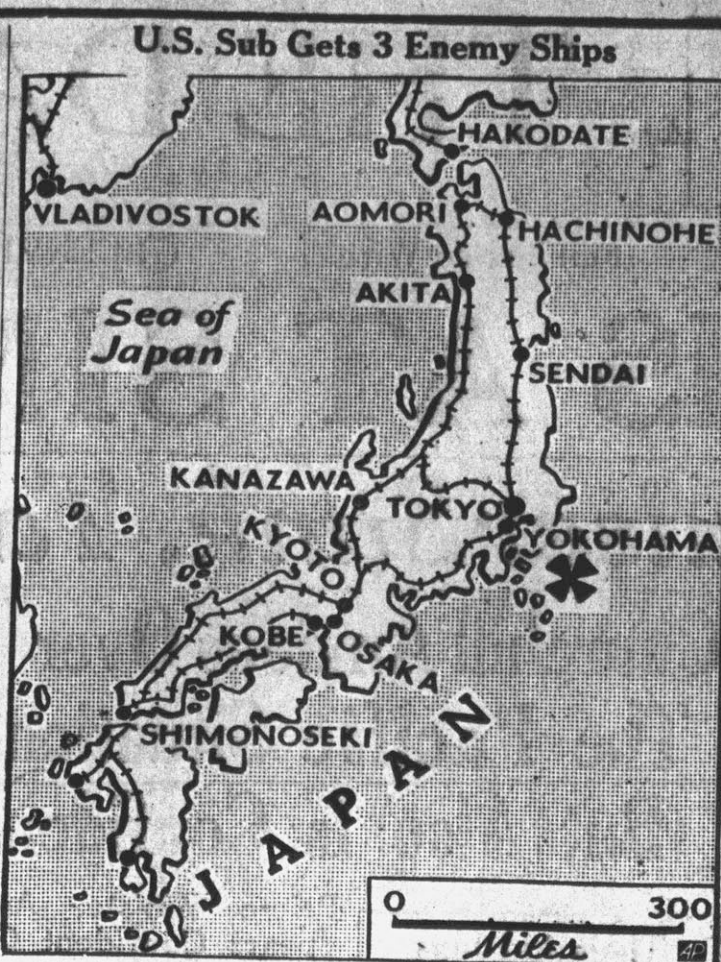 U.S. Sub Gets 3 Enemy Ships
HAKODATE
VLADIVOSTOK
AOMORI
HACHINOHE
AKITA
Sea of
Japan
SENDAI
KANAZAWA
TOKYO
YOKOHAMA
KYOTO
KOBE
OSAKA
SHIMONOSEKI
JAPAN
0 300
Miles
AP